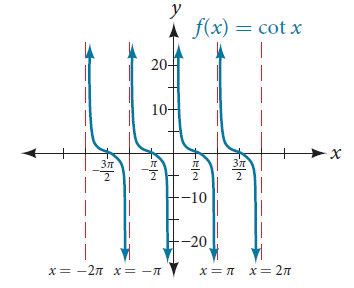 y
f(x) = cot x
20
10
x
−3π/2 −π/2 π/2 3π/2
−10
−20
x = −2π x = −π x = π x = 2π